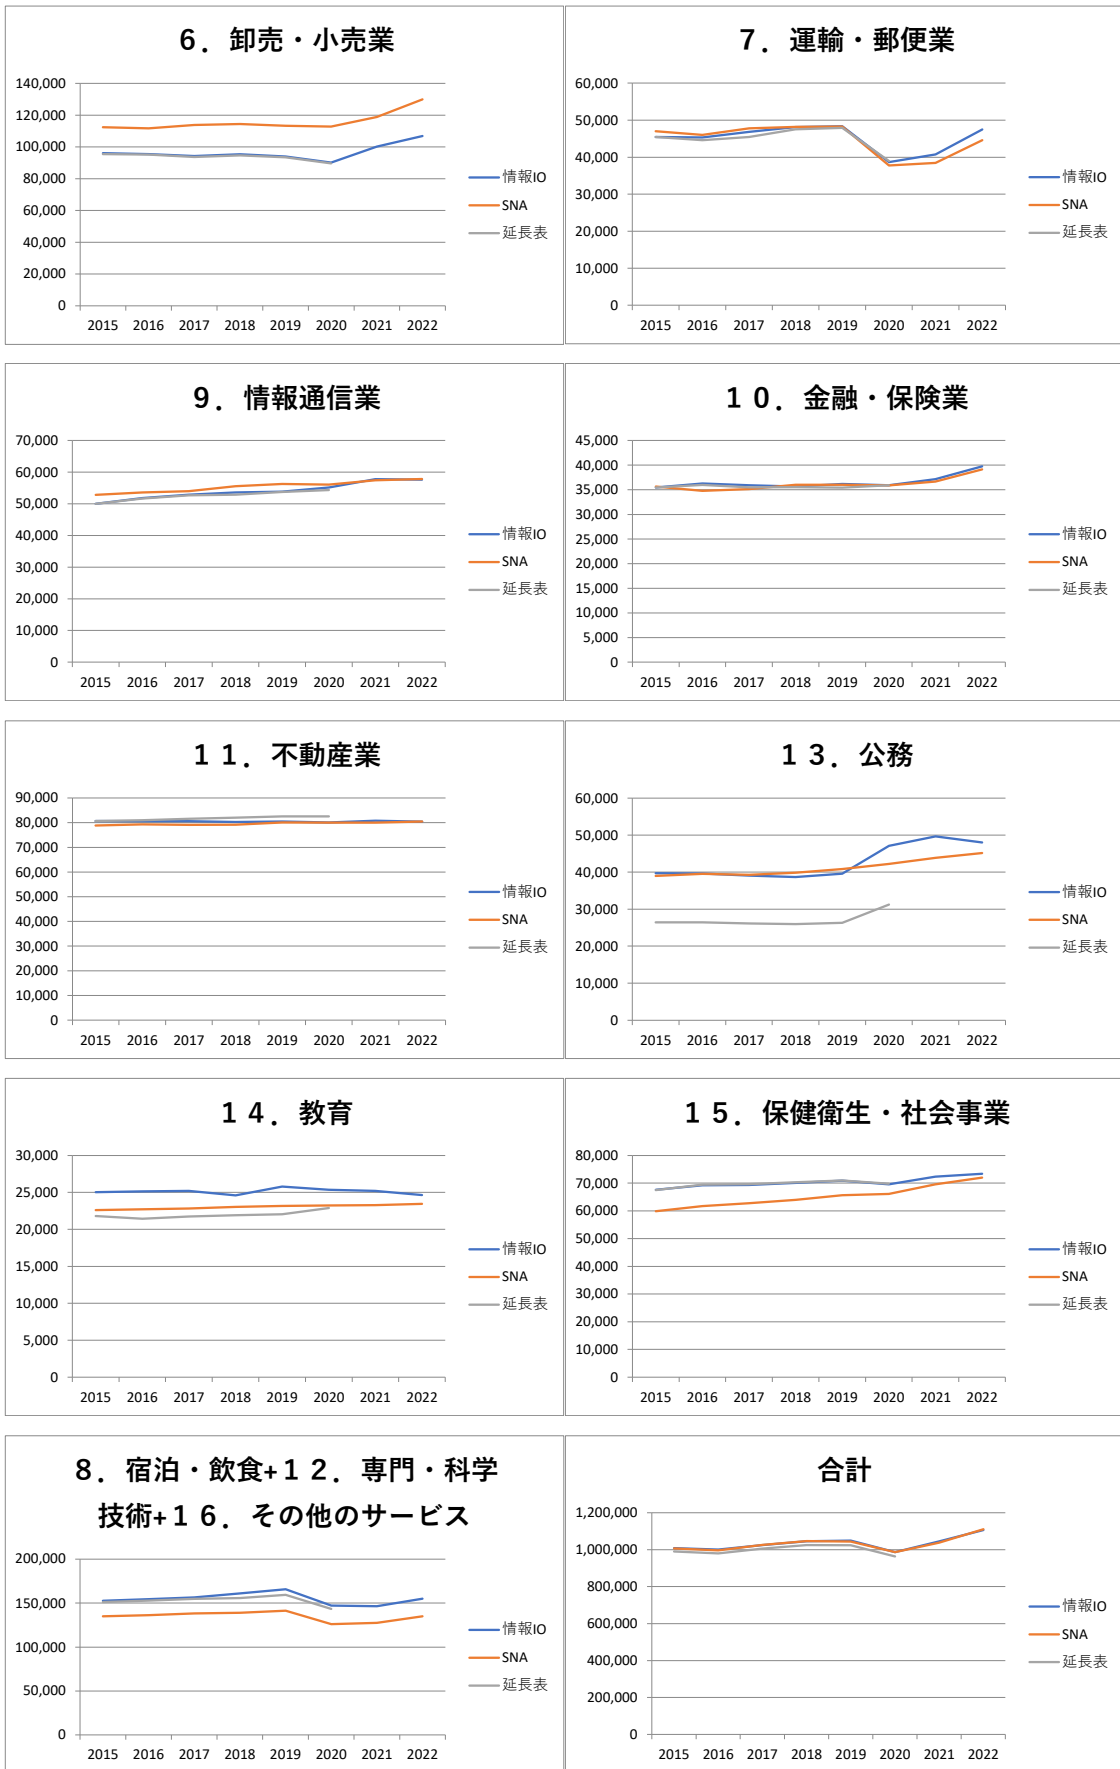 ６．卸売・小売業
140,000
120,000
100,000
80,000
60,000
40,000
20,000
0
2015 2016 2017 2018 2019 2020 2021 2022
情報IO
SNA
延長表
７．運輸・郵便業
60,000
50,000
40,000
30,000
20,000
10,000
0
2015 2016 2017 2018 2019 2020 2021 2022
情報IO
SNA
延長表
９．情報通信業
70,000
60,000
50,000
40,000
30,000
20,000
10,000
0
2015 2016 2017 2018 2019 2020 2021 2022
情報IO
SNA
延長表
１０．金融・保険業
45,000
40,000
35,000
30,000
25,000
20,000
15,000
10,000
5,000
0
2015 2016 2017 2018 2019 2020 2021 2022
情報IO
SNA
延長表
１１．不動産業
90,000
80,000
70,000
60,000
50,000
40,000
30,000
20,000
10,000
0
2015 2016 2017 2018 2019 2020 2021 2022
情報IO
SNA
延長表
１３．公務
60,000
50,000
40,000
30,000
20,000
10,000
0
2015 2016 2017 2018 2019 2020 2021 2022
情報IO
SNA
延長表
１４．教育
30,000
25,000
20,000
15,000
10,000
5,000
0
2015 2016 2017 2018 2019 2020 2021 2022
情報IO
SNA
延長表
１５．保健衛生・社会事業
80,000
70,000
60,000
50,000
40,000
30,000
20,000
10,000
0
2015 2016 2017 2018 2019 2020 2021 2022
情報IO
SNA
延長表
８．宿泊・飲食+１２．専門・科学
技術+１６．その他のサービス
200,000
150,000
100,000
50,000
0
2015 2016 2017 2018 2019 2020 2021 2022
情報IO
SNA
延長表
合計
1,200,000
1,000,000
800,000
600,000
400,000
200,000
0
2015 2016 2017 2018 2019 2020 2021 2022
情報IO
SNA
延長表